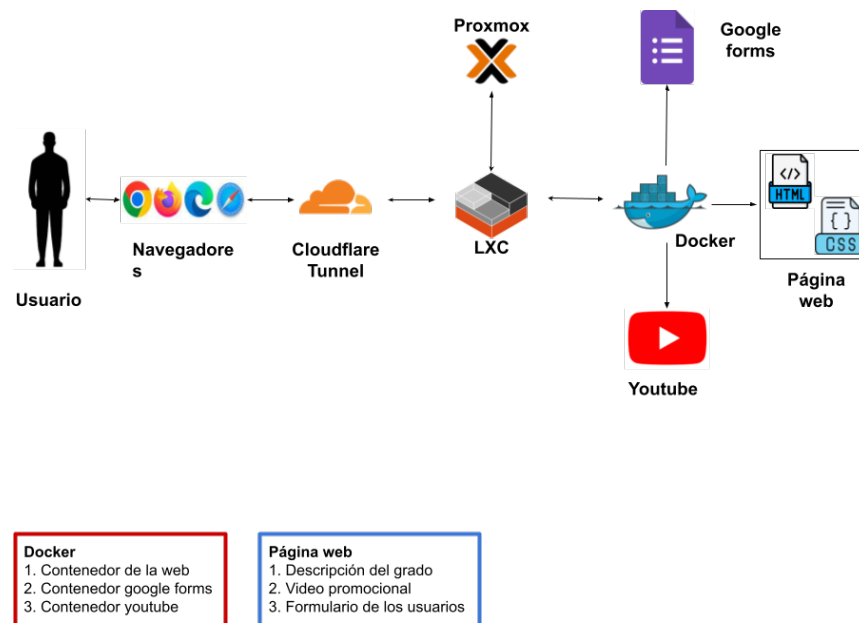 Proxmox
Google
forms
</>
HTML
{ }
CSS
Navegadore
s
Cloudflare
Tunnel
LXC
Docker
Página
web
Usuario
Youtube
Docker
1. Contenedor de la web
2. Contenedor google forms
3. Contenedor youtube
Página web
1. Descripción del grado
2. Video promocional
3. Formulario de los usuarios